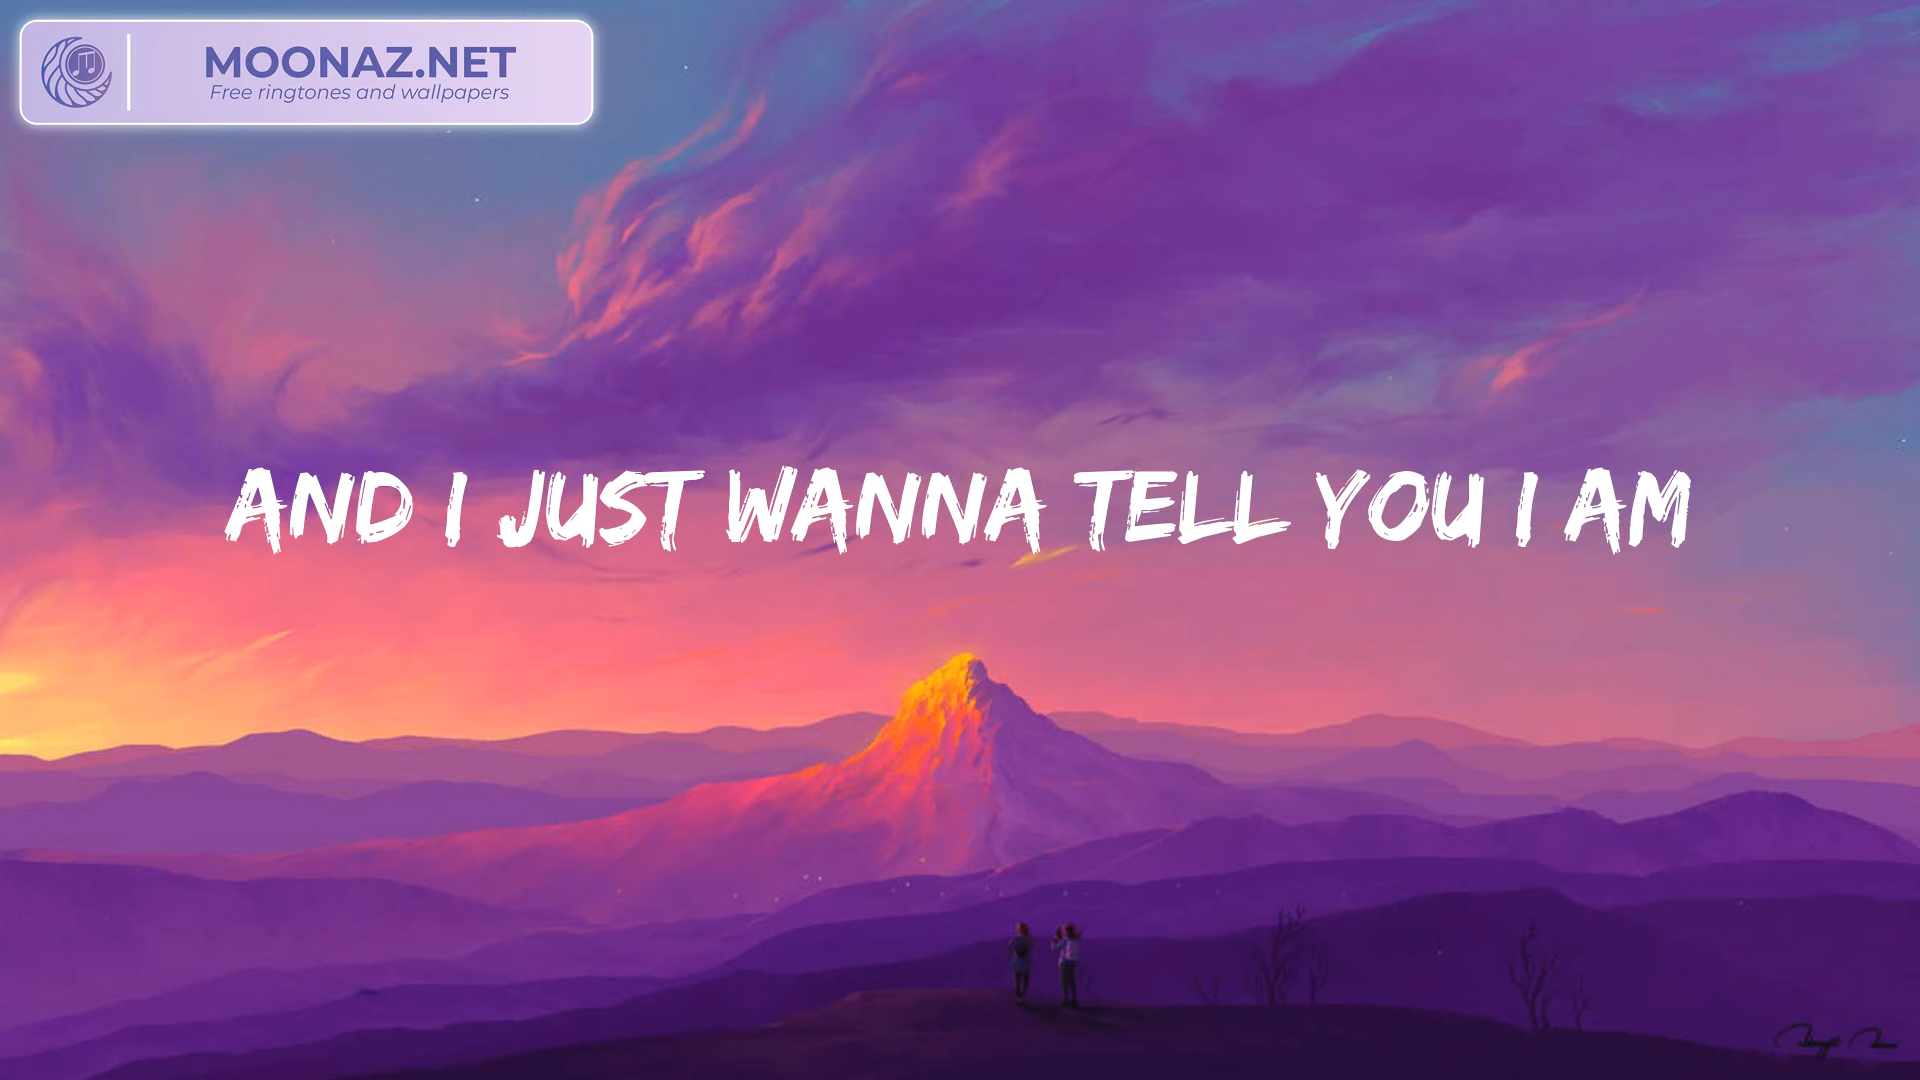 MOONAZ.NET
Free ringtones and wallpapers
AND I JUST WANNA TELL YOU I AM